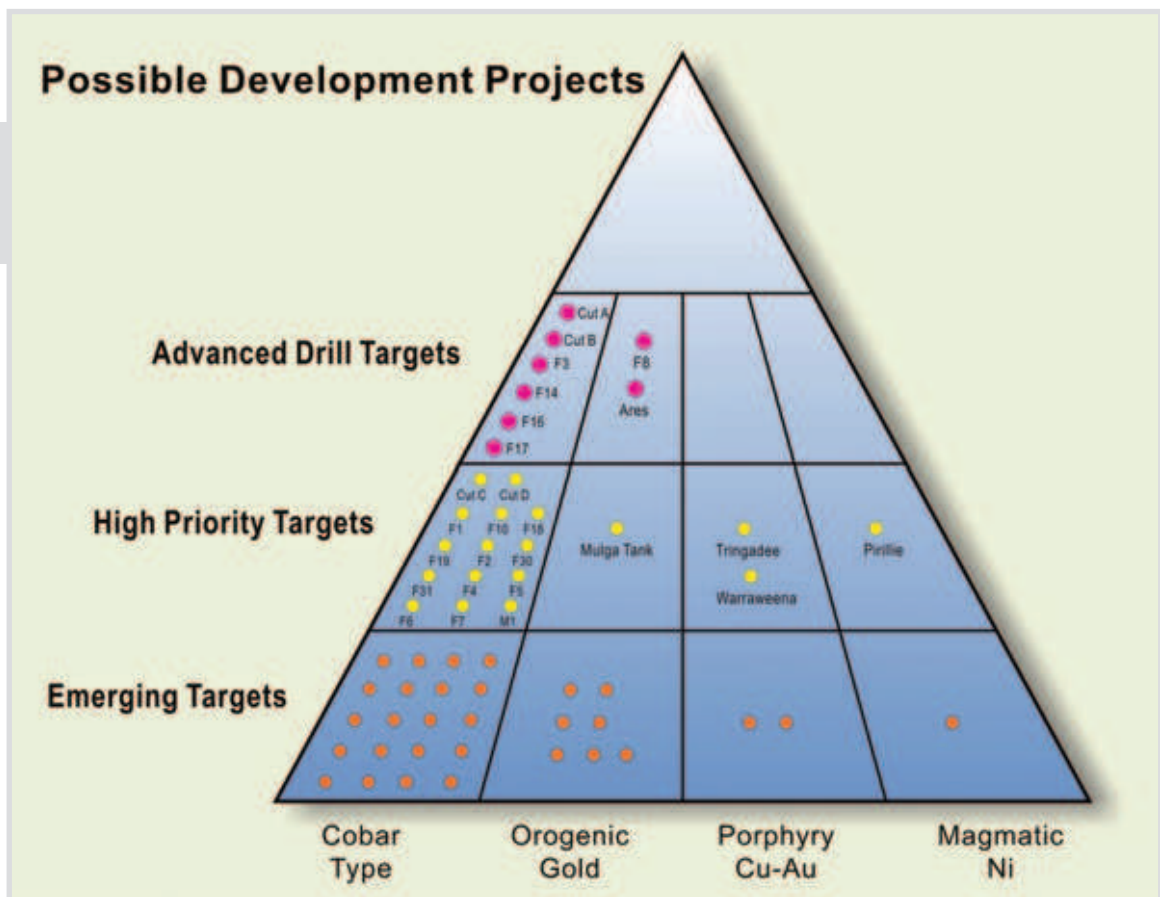 Possible Development Projects
Advanced Drill Targets
Cut A
Cut B
F3
F14
F16
F17
F8
Ares
High Priority Targets
Cut C Cut D
F1 F10 F18
F19 F2 F30
F31 F4 F5
F6 F7 M1
Mulga Tank
Tringadee
Warraweena
Pirillie
Emerging Targets
Cobar
Type
Orogenic
Gold
Porphyry
Cu-Au
Magmatic
Ni